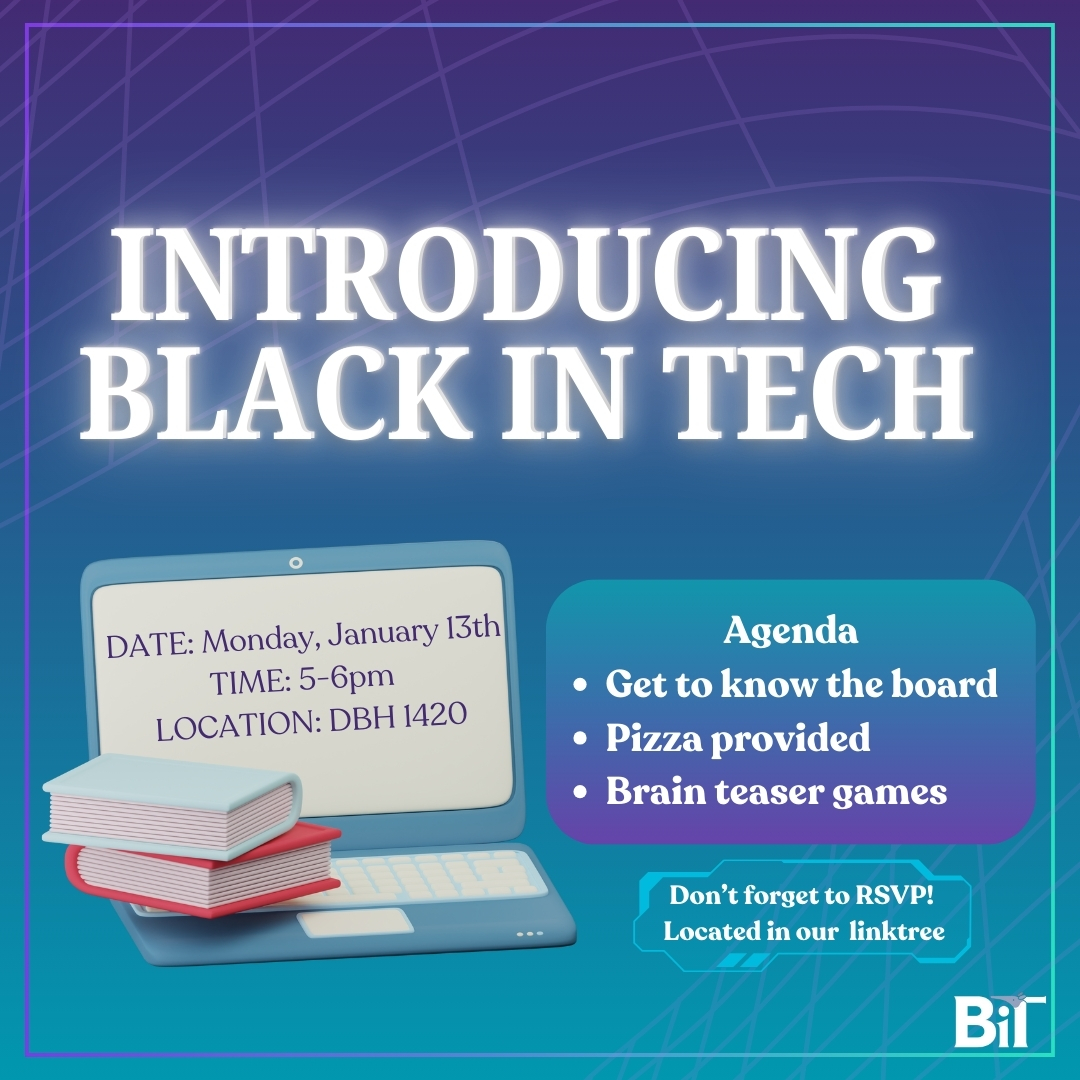 INTRODUCING
BLACK IN TECH
DATE: Monday, January 13th
TIME: 5-6pm
LOCATION: DBH 1420
Agenda
• Get to know the board
• Pizza provided
• Brain teaser games
Don't forget to RSVP!
Located in our linktree
BiT